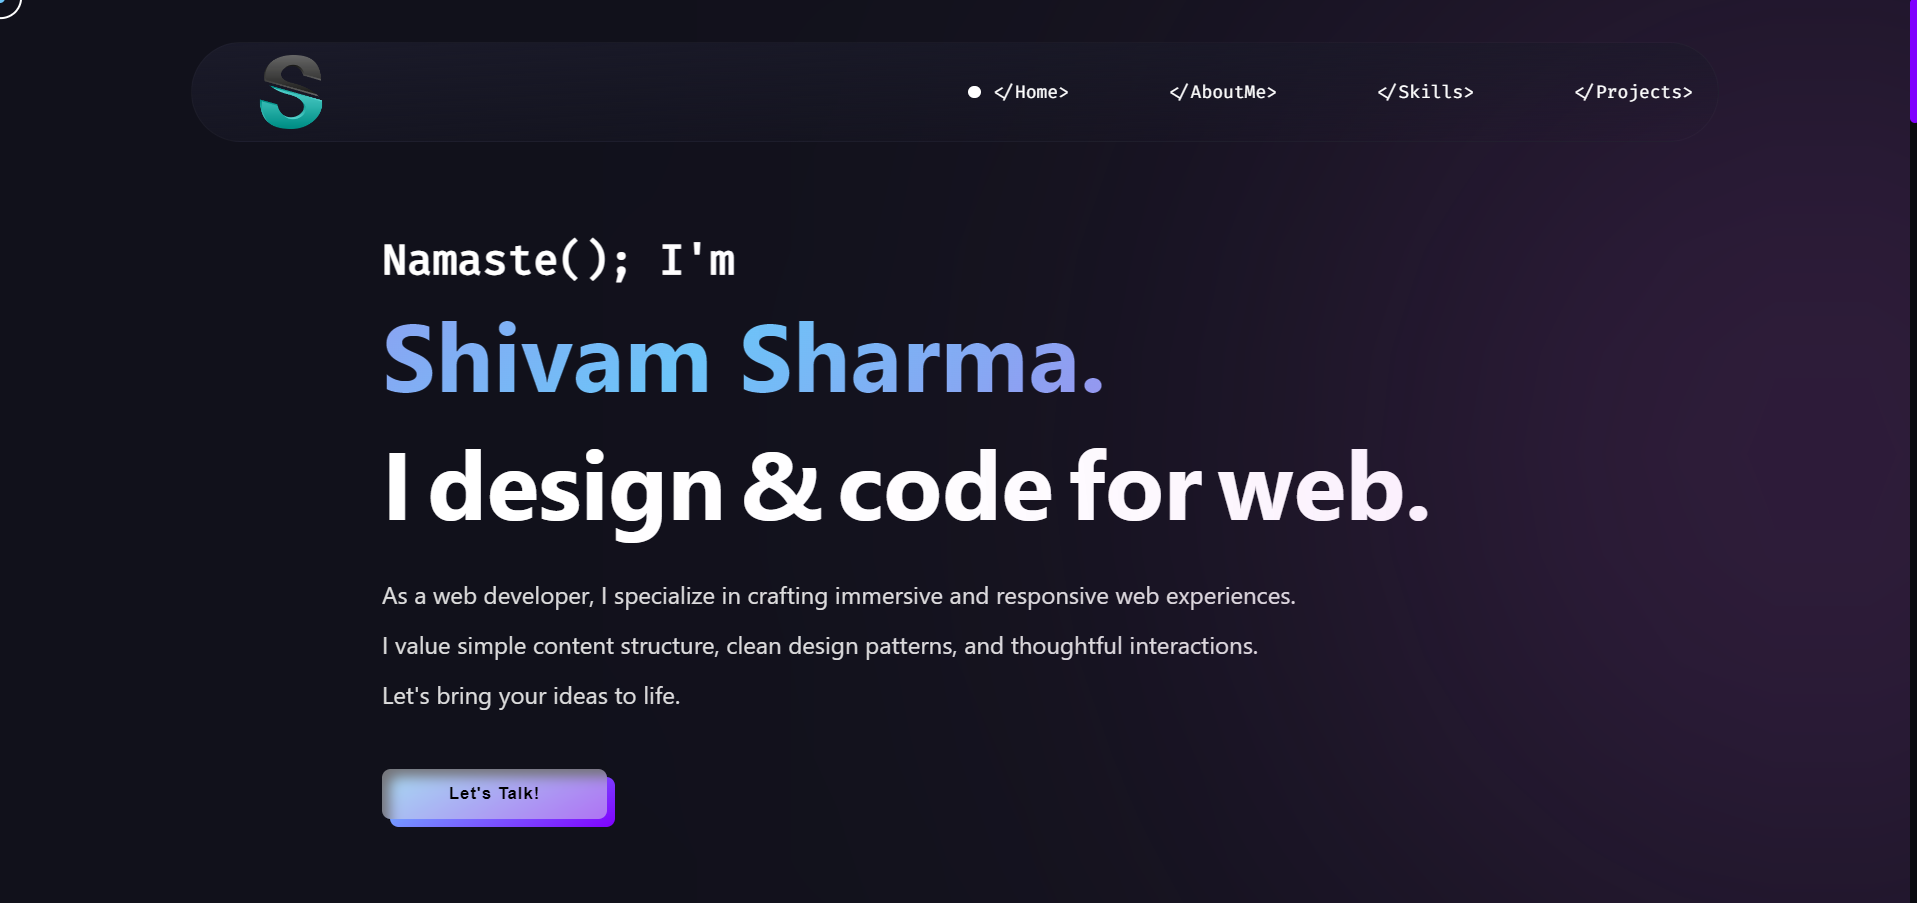 S
</Home>
</AboutMe>
</Skills>
</Projects>
Namaste(); I'm
Shivam Sharma.
I design & code for web.
As a web developer, I specialize in crafting immersive and responsive web experiences.
I value simple content structure, clean design patterns, and thoughtful interactions.
Let's bring your ideas to life.
Let's Talk!